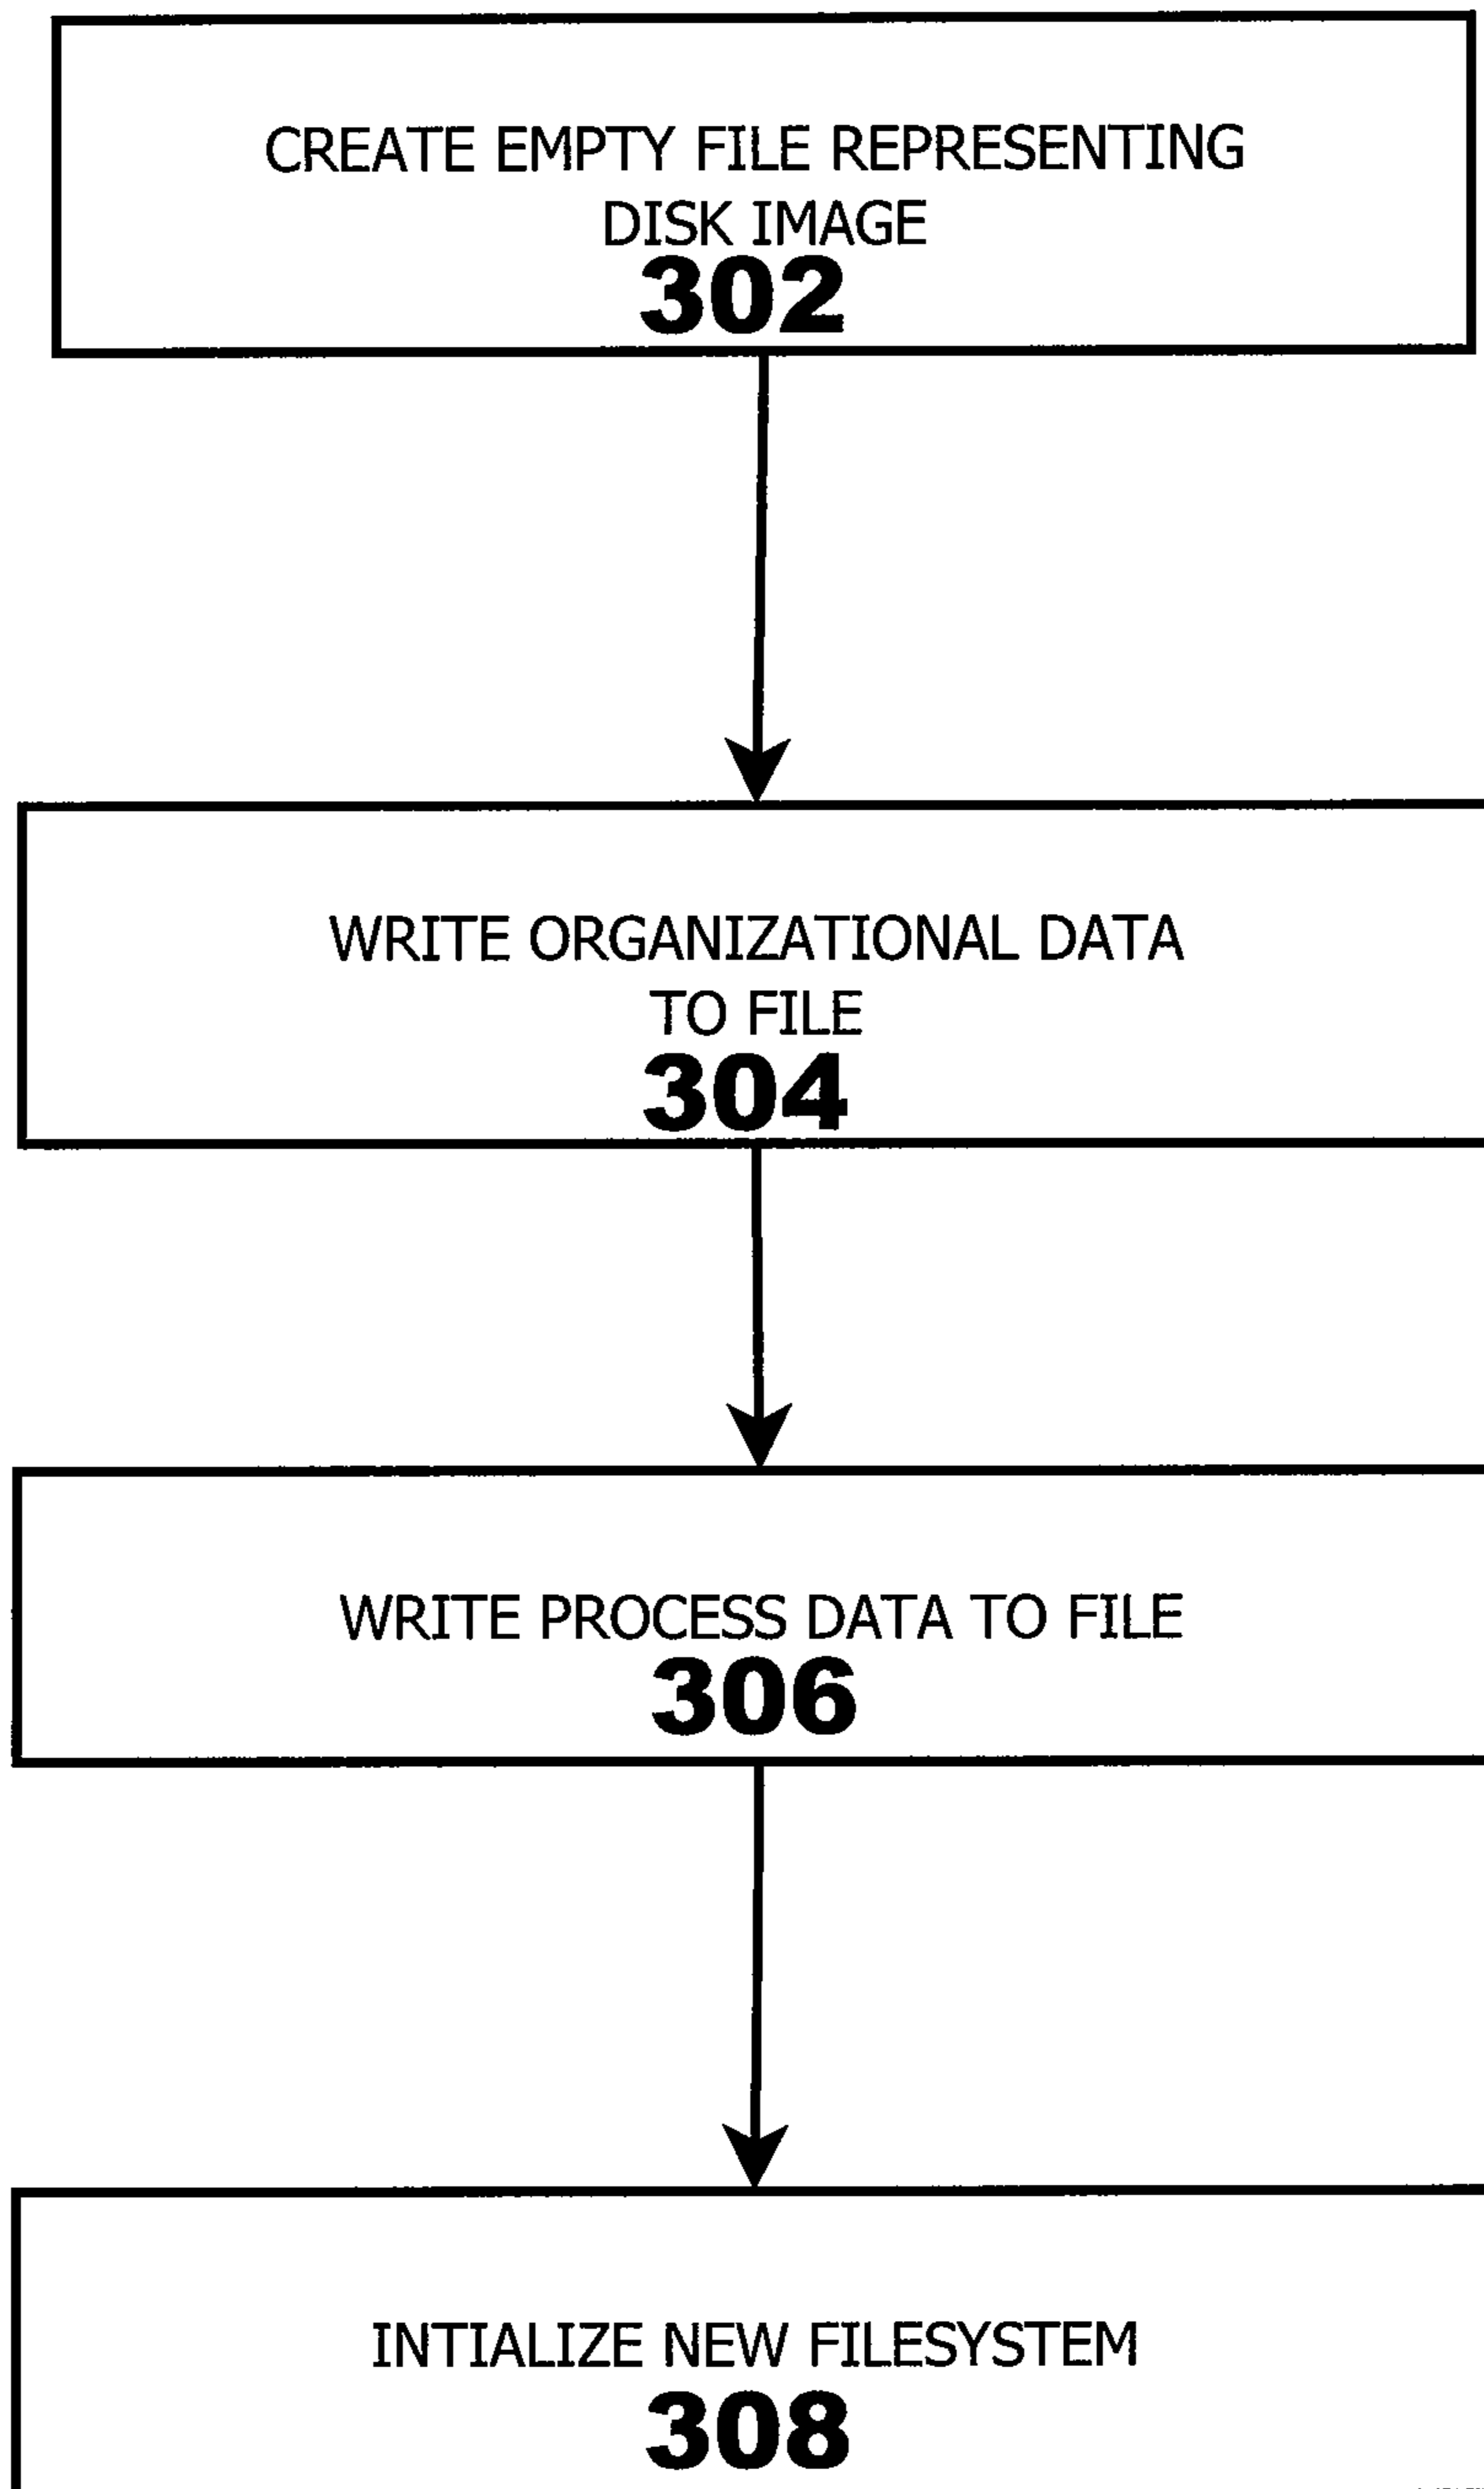 CREATE EMPTY FILE REPRESENTING
DISK IMAGE
302
WRITE ORGANIZATIONAL DATA
TO FILE
304
WRITE PROCESS DATA TO FILE
306
INTIALIZE NEW FILESYSTEM
308